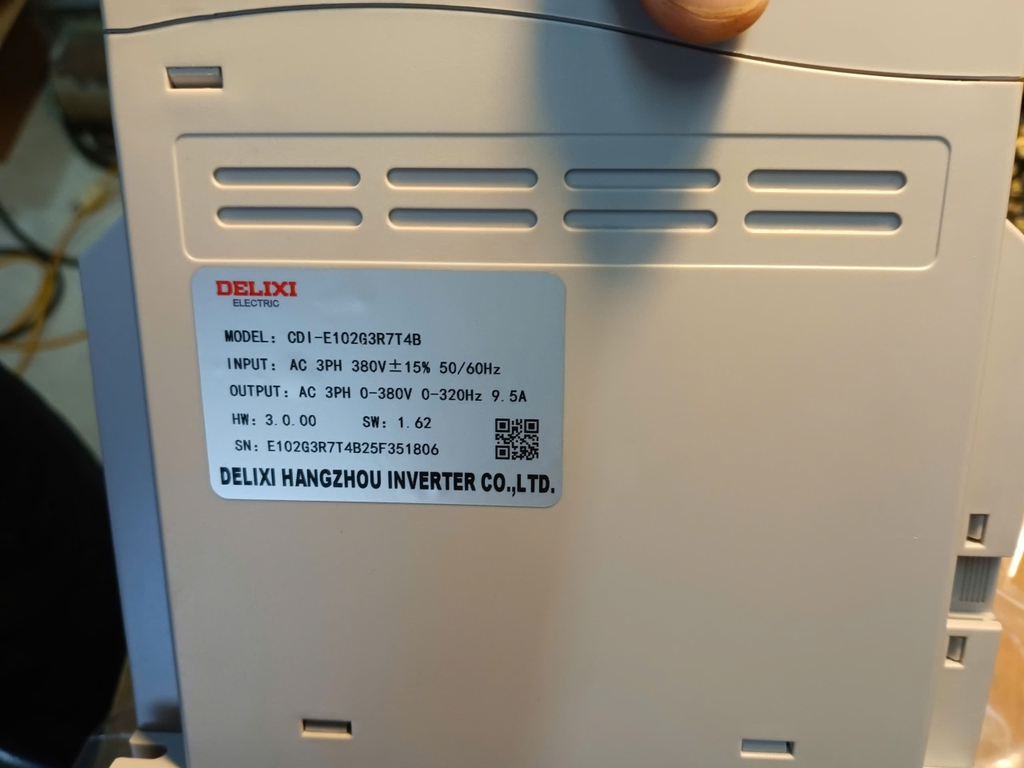 DELIXI
ELECTRIC
MODEL: CDI-E102G3R7T4B
INPUT: AC 3PH 380V±15% 50/60Hz
OUTPUT: AC 3PH 0-380V 0-320Hz 9.5A
HW: 3.0.00 SW: 1.62
SN: E102G3R7T4B25F351806
DELIXI HANGZHOU INVERTER CO.,LTD.